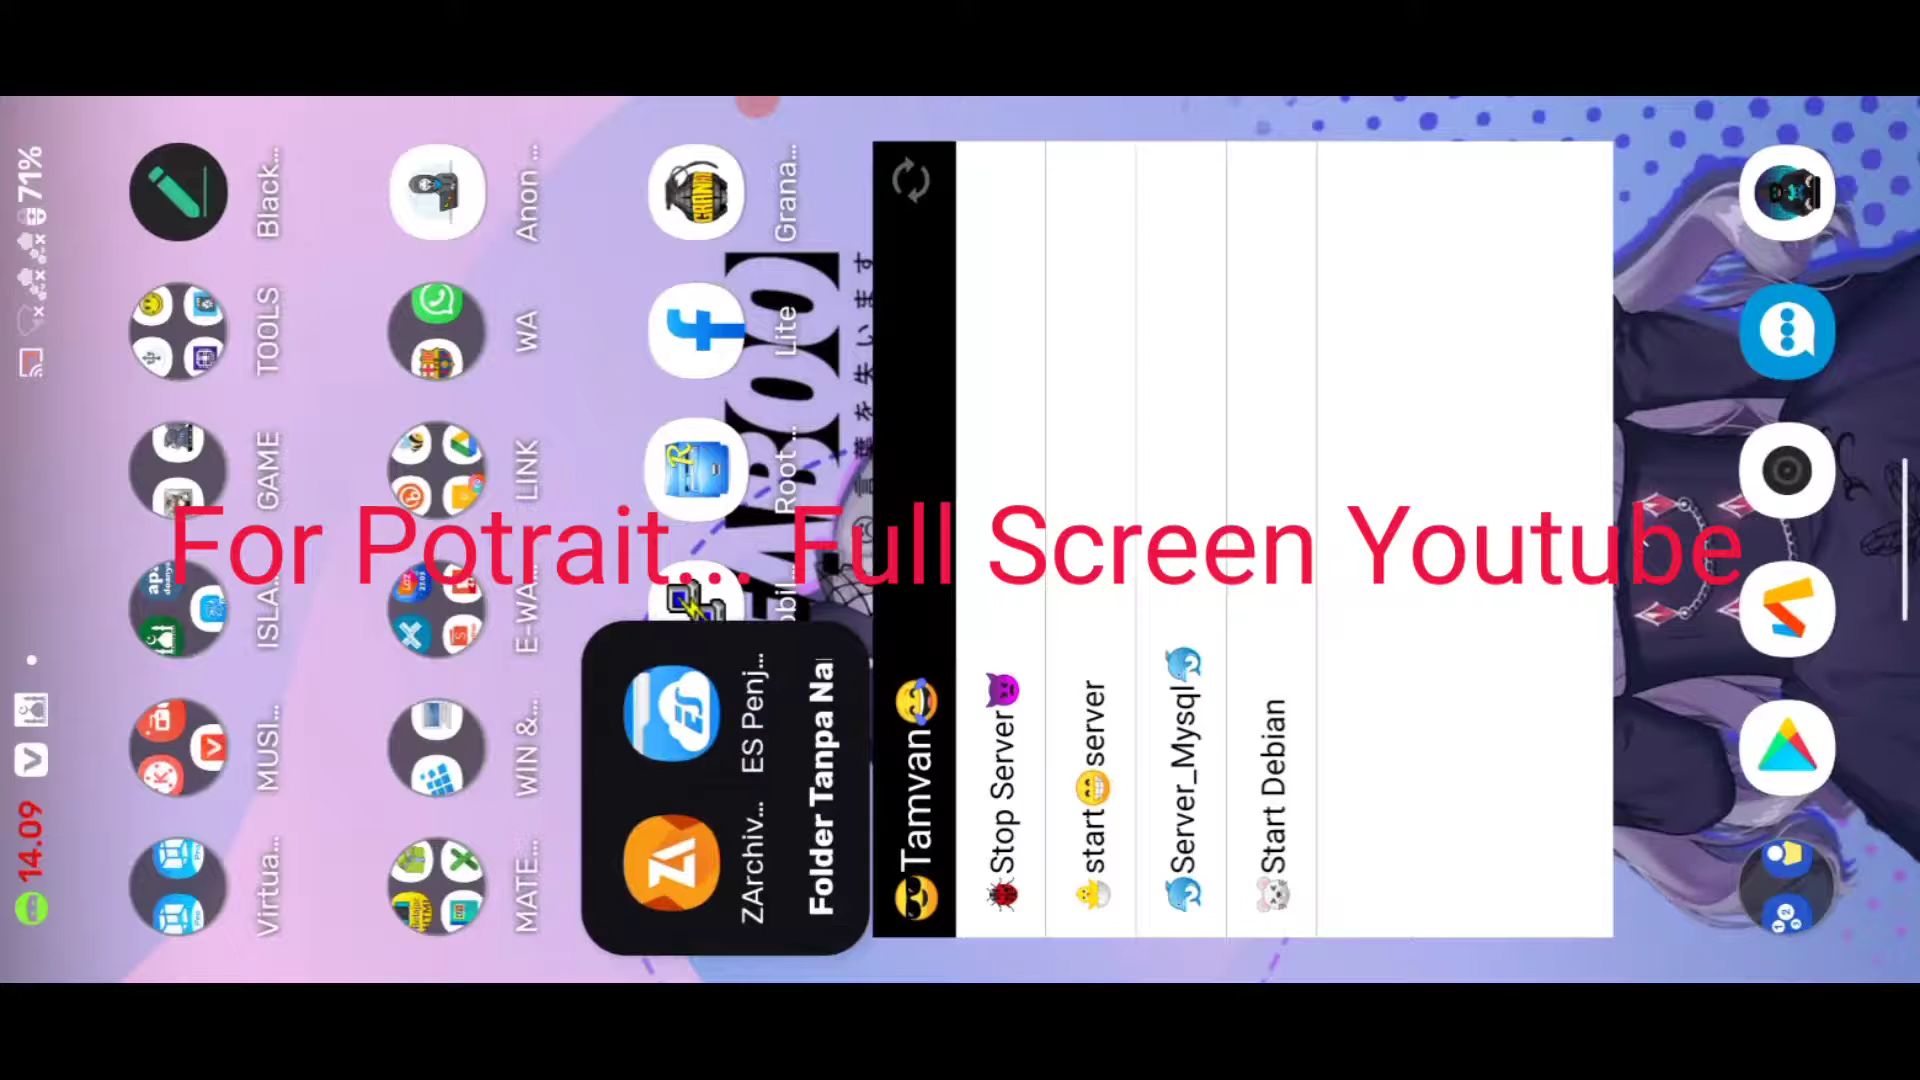 For Potrait... Full Screen Youtube
14.09
71%
Virtua...
MUSI...
ISLA...
GAME
TOOLS
Black...
MATE...
WIN &...
E-WA...
LINK
WA
Anon ...
Root ...
Lite
Grana...
ZArchiv...
ES Penj...
Folder Tanpa Na
😎Tamvan😂
🐞Stop Server😈
🐣start😁server
🐳Server_Mysql🐳
🐭Start Debian